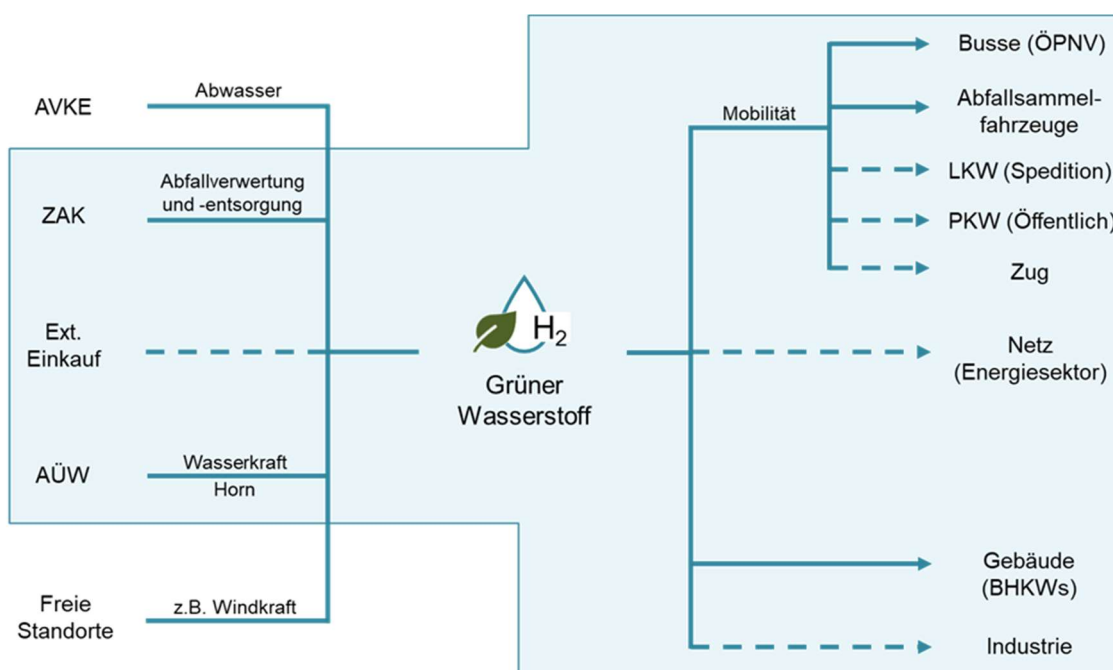 AVKE
Abwasser
ZAK
Abfallverwertung
und -entsorgung
Ext.
Einkauf
AÜW
Wasserkraft
Horn
Freie
Standorte
z.B. Windkraft
H2
Grüner
Wasserstoff
Mobilität
Busse (ÖPNV)
Abfallsammel-
fahrzeuge
LKW (Spedition)
PKW (Öffentlich)
Zug
Netz
(Energiesektor)
Gebäude
(BHKWs)
Industrie